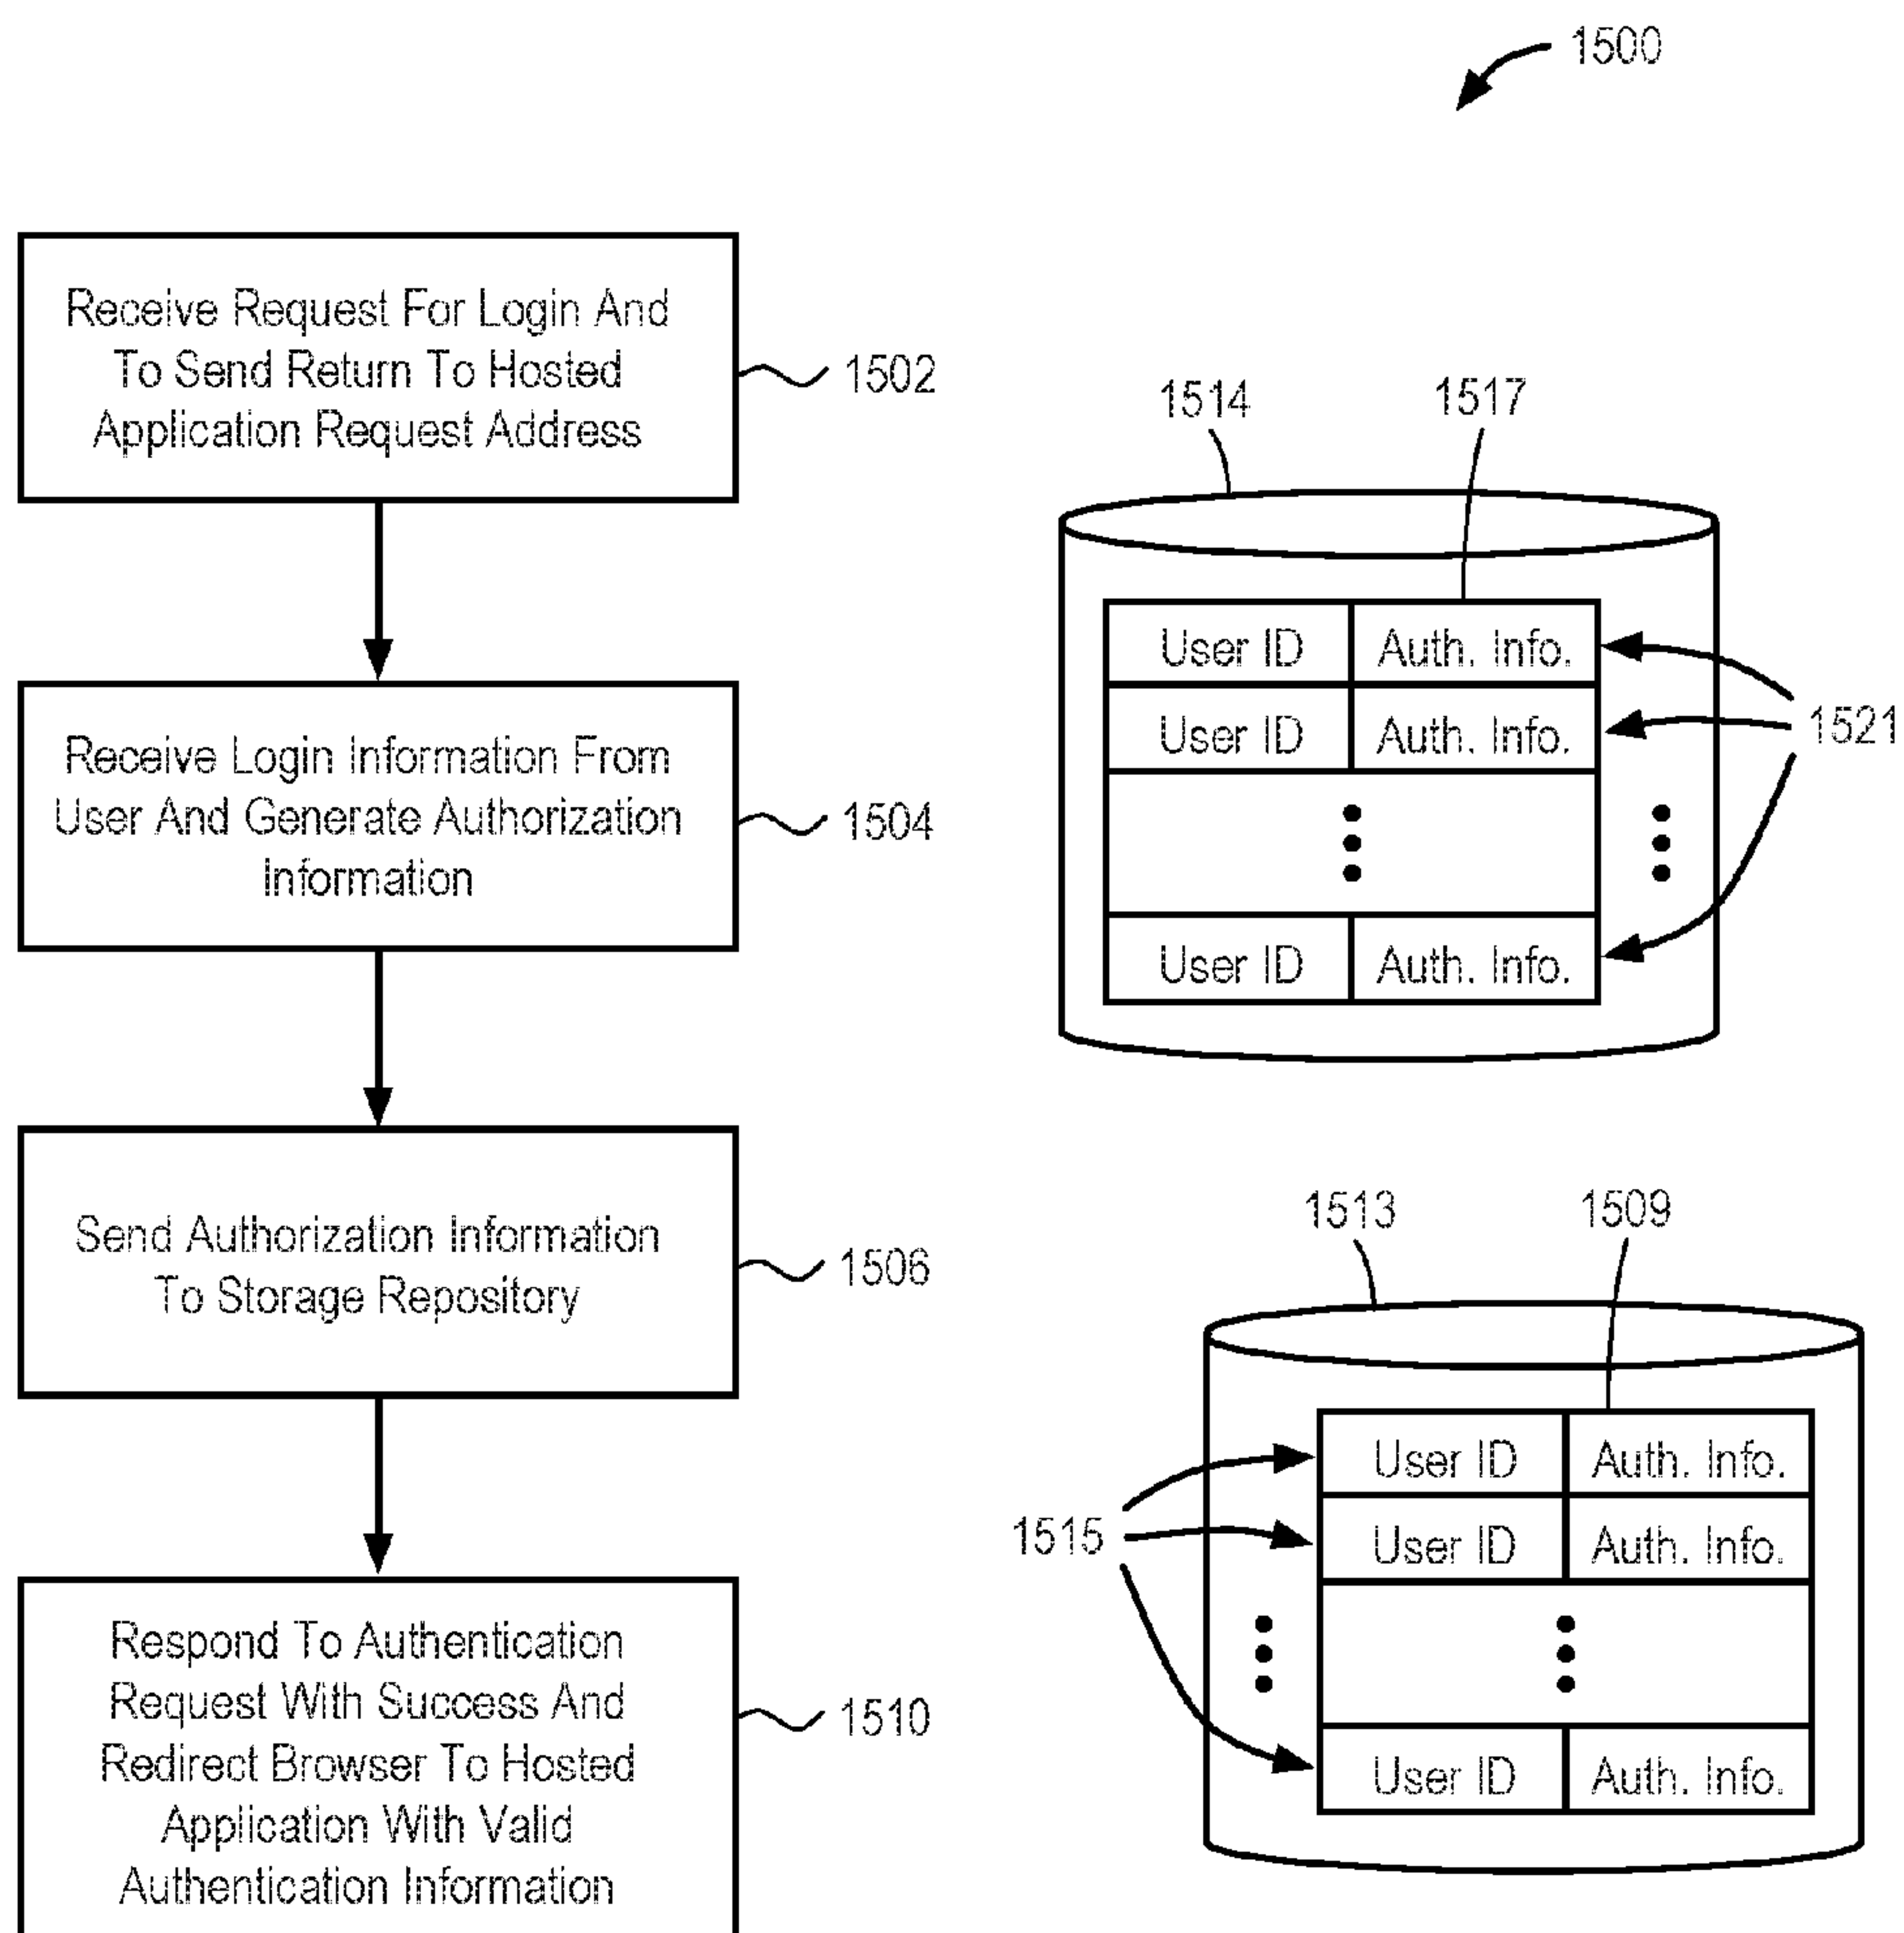 1500
Receive Request For Login And
To Send Return To Hosted
Application Request Address
1502
Receive Login Information From
User And Generate Authorization
Information
1504
Send Authorization Information
To Storage Repository
1506
Respond To Authentication
Request With Success And
Redirect Browser To Hosted
Application With Valid
Authentication Information
1510
1514
1517
User ID Auth. Info.
User ID Auth. Info.
User ID Auth. Info.
1521
1513
1509
User ID Auth. Info.
User ID Auth. Info.
User ID Auth. Info.
1515